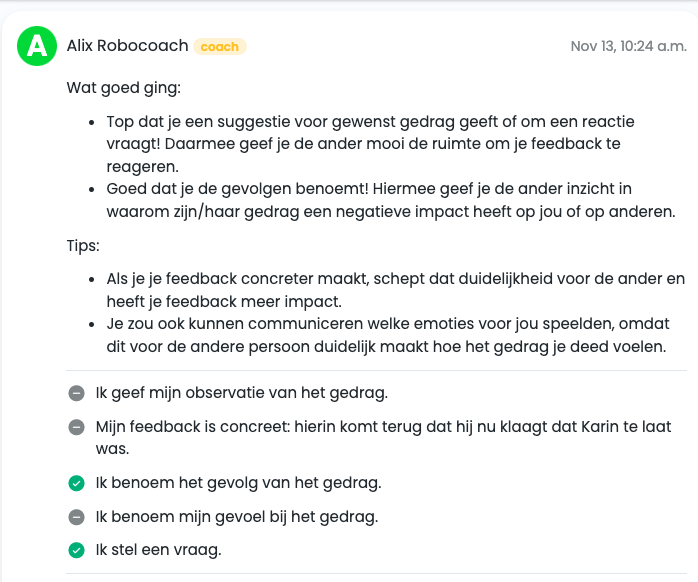 A
Alix Robocoach coach Nov 13, 10:24 a.m.
Wat goed ging:
• Top dat je een suggestie voor gewenst gedrag geeft of om een reactie
vraagt! Daarmee geef je de ander mooi de ruimte om je feedback te
reageren.
• Goed dat je de gevolgen benoemt! Hiermee geef je de ander inzicht in
waarom zijn/haar gedrag een negatieve impact heeft op jou of op anderen.
Tips:
• Als je je feedback concreter maakt, schept dat duidelijkheid voor de ander en
heeft je feedback meer impact.
• Je zou ook kunnen communiceren welke emoties voor jou speelden, omdat
dit voor de andere persoon duidelijk maakt hoe het gedrag je deed voelen.
Ik geef mijn observatie van het gedrag.
Mijn feedback is concreet: hierin komt terug dat hij nu klaagt dat Karin te laat
was.
Ik benoem het gevolg van het gedrag.
Ik benoem mijn gevoel bij het gedrag.
Ik stel een vraag.